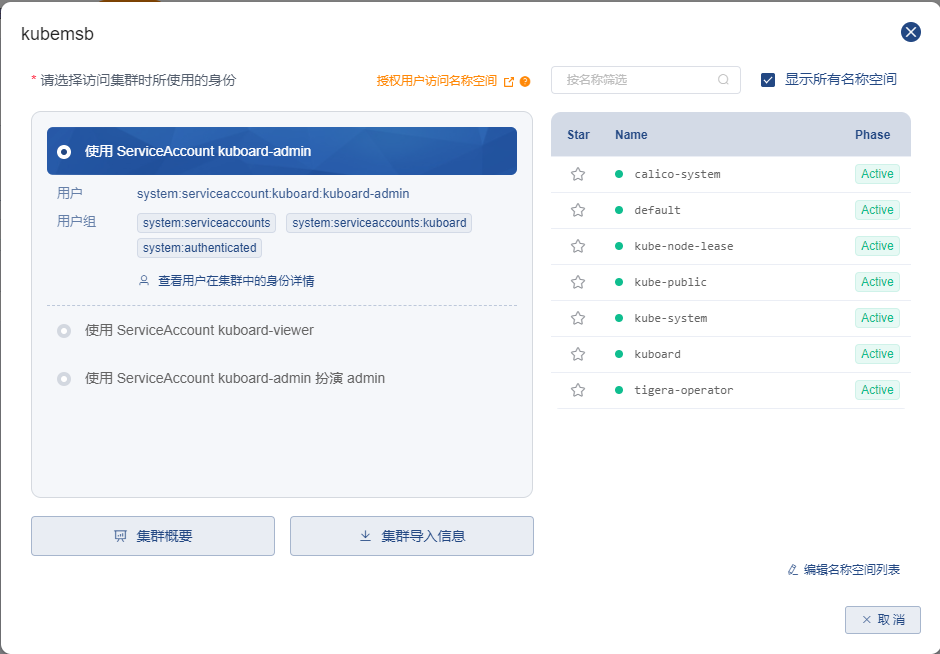 kubemsb
* 请选择访问集群时所使用的身份
授权用户访问名称空间
按名称筛选
显示所有名称空间
使用 ServiceAccount kuboard-admin
用户 system:serviceaccount:kuboard:kuboard-admin
用户组 system:serviceaccounts system:serviceaccounts:kuboard
system:authenticated
查看用户在集群中的身份详情
使用 ServiceAccount kuboard-viewer
使用 ServiceAccount kuboard-admin 扮演 admin
集群概要
集群导入信息
Star Name Phase
calico-system Active
default Active
kube-node-lease Active
kube-public Active
kube-system Active
kuboard Active
tigera-operator Active
编辑名称空间列表
取 消